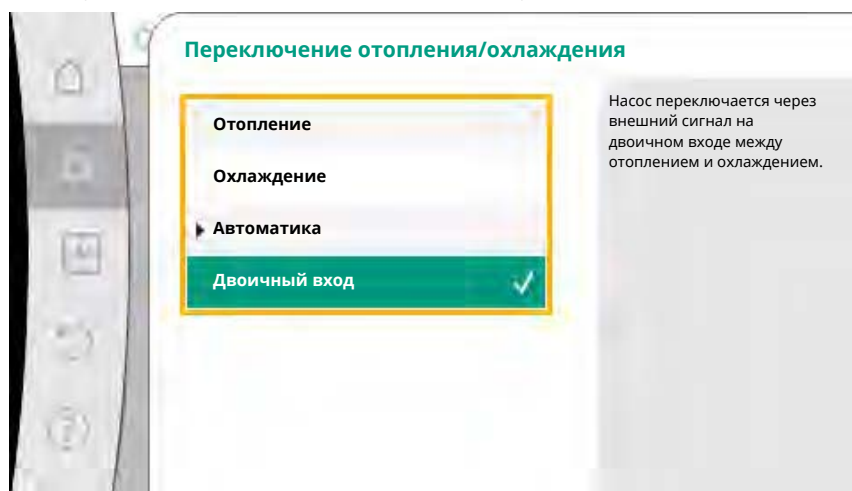 Переключение отопления/охлаждения
Отопление
Охлаждение
Автоматика
Двоичный вход
Насос переключается через
внешний сигнал на
двоичном входе между
отоплением и охлаждением.